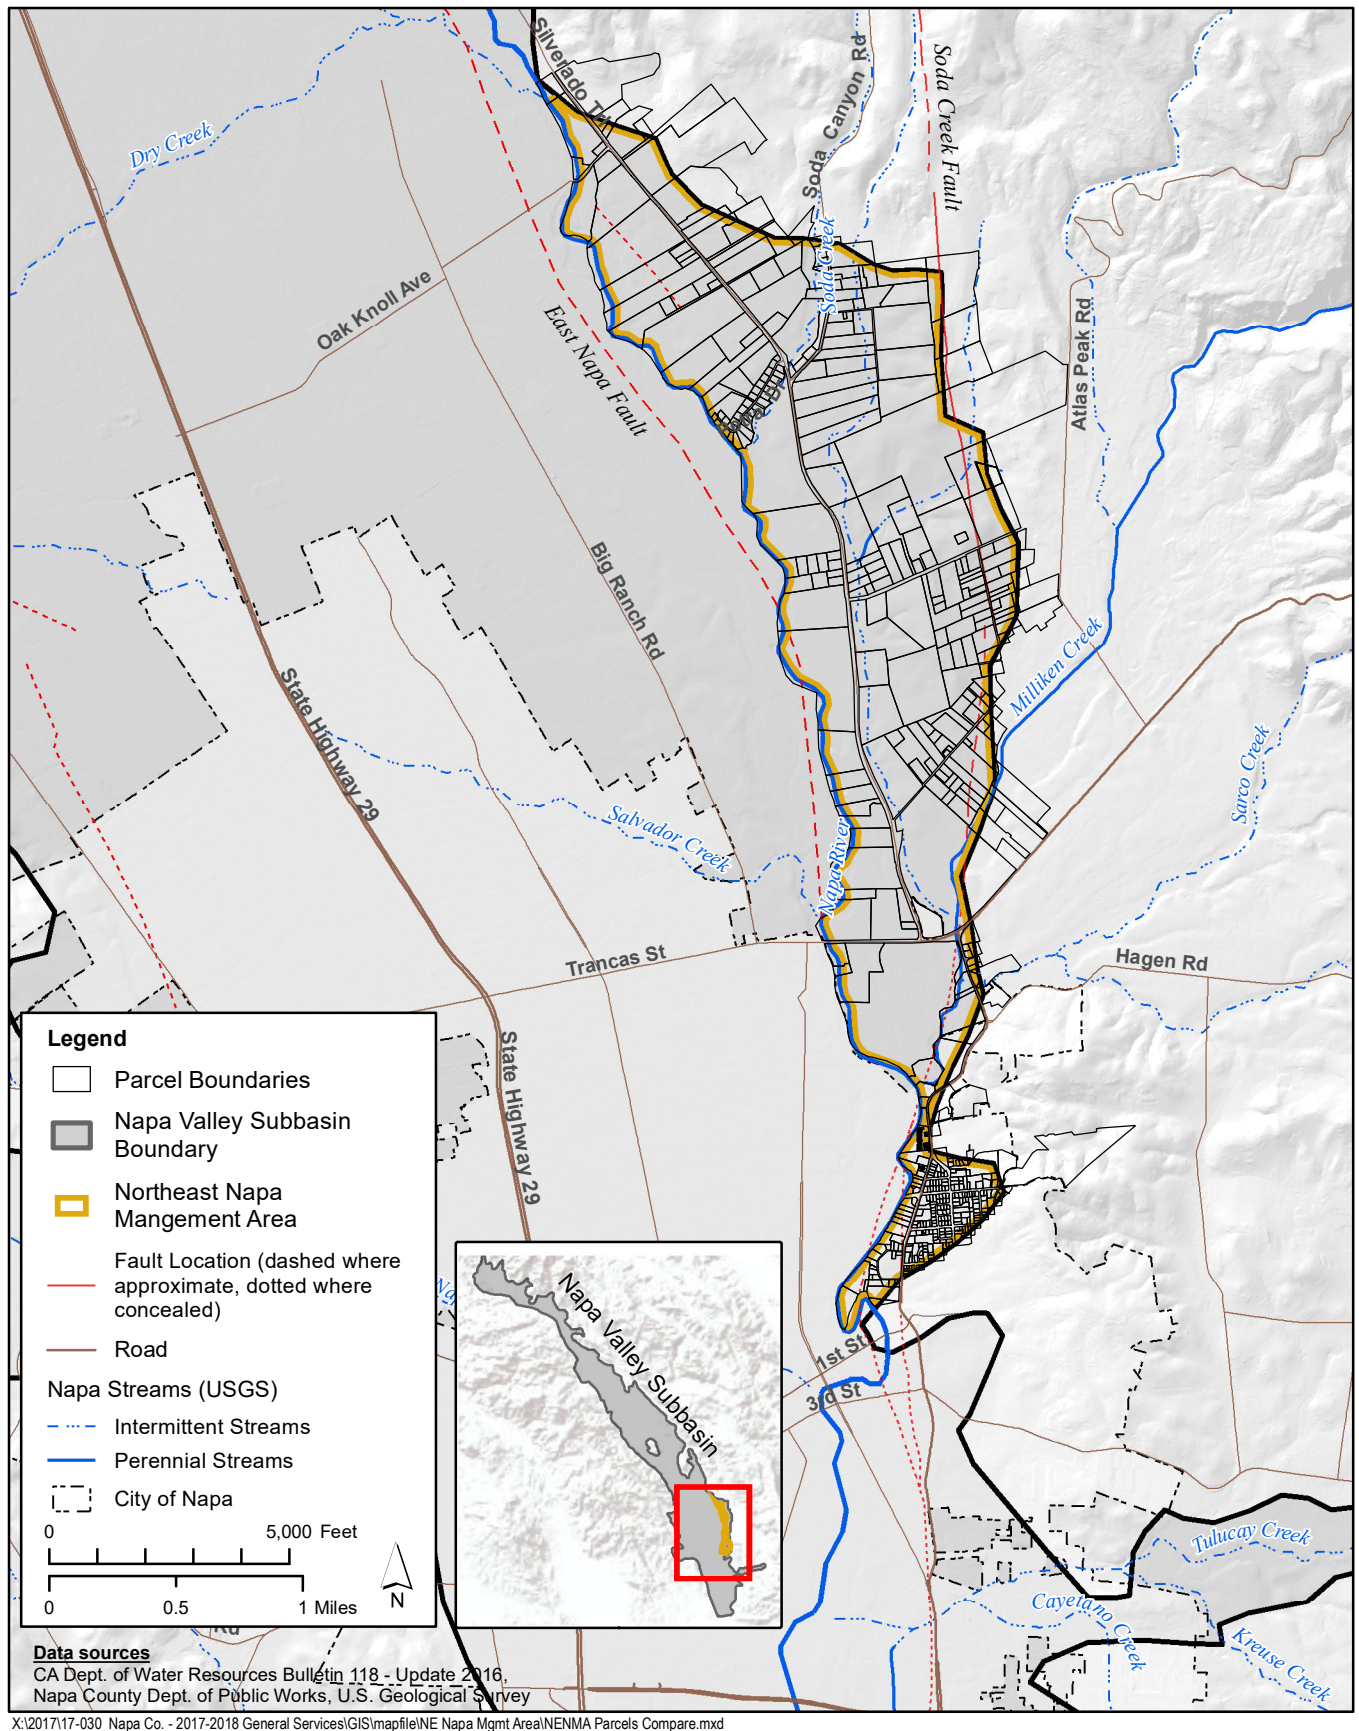 Silverado Trl
Soda Canyon Rd
Soda Creek Fault
Dry Creek
Soda Creek
Oak Knoll Ave
East Napa Fault
Atlas Peak Rd
Big Ranch Rd
Milliken Creek
State Highway 29
Sarco Creek
Salvador Creek
Napa River
Trancas St
Hagen Rd
State Highway 29
Legend
Parcel Boundaries
Napa Valley Subbasin
Boundary
Northeast Napa
Mangement Area
Fault Location (dashed where
approximate, dotted where
concealed)
Road
Napa Streams (USGS)
Intermittent Streams
Perennial Streams
City of Napa
0 5,000 Feet
0 0.5 1 Miles
N
Napa Valley Subbasin
1st St
3rd St
Tulucay Creek
Cayetano Creek
Kreuse Creek
Rd
Data sources
CA Dept. of Water Resources Bulletin 118 - Update 2016,
Napa County Dept. of Public Works, U.S. Geological Survey
X:\2017\17-030 Napa Co. - 2017-2018 General Services\GIS\mapfile\NE Napa Mgmt Area\NENMA Parcels Compare.mxd